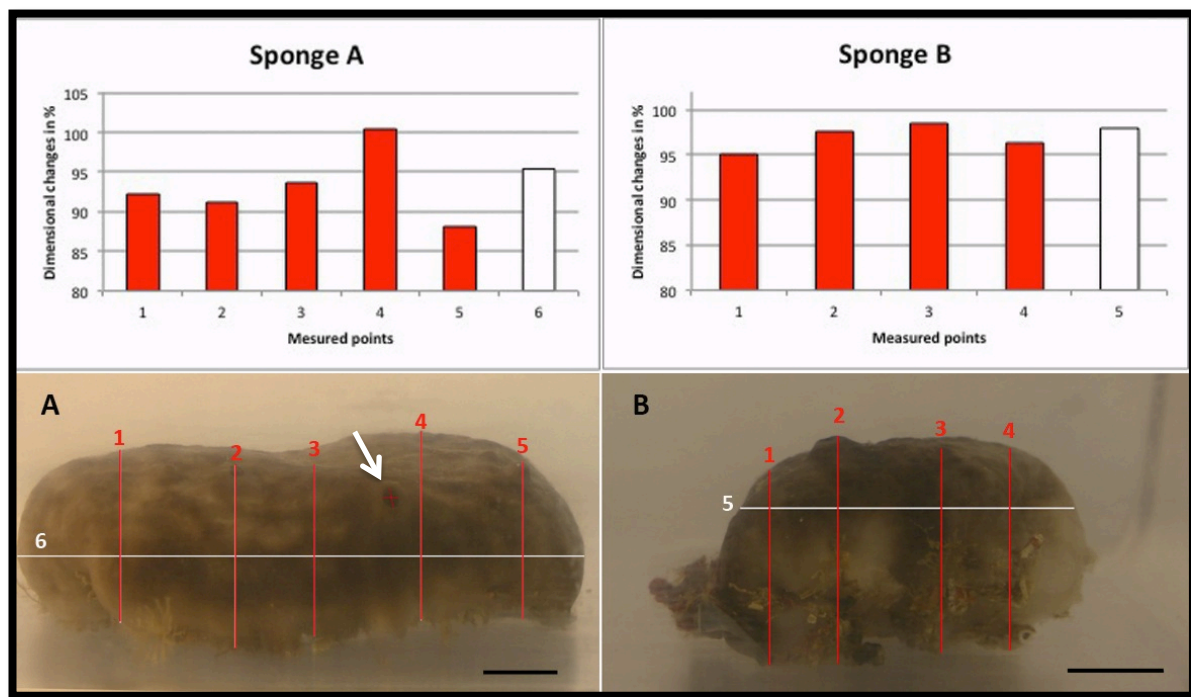 Sponge A
Dimensional changes in %
105
100
95
90
85
80
1 2 3 4 5 6
Mesured points
Sponge B
Dimensional changes in %
100
95
90
85
80
1 2 3 4 5
Measured points
A
1
2
3
4
5
6
B
1
2
3
4
5